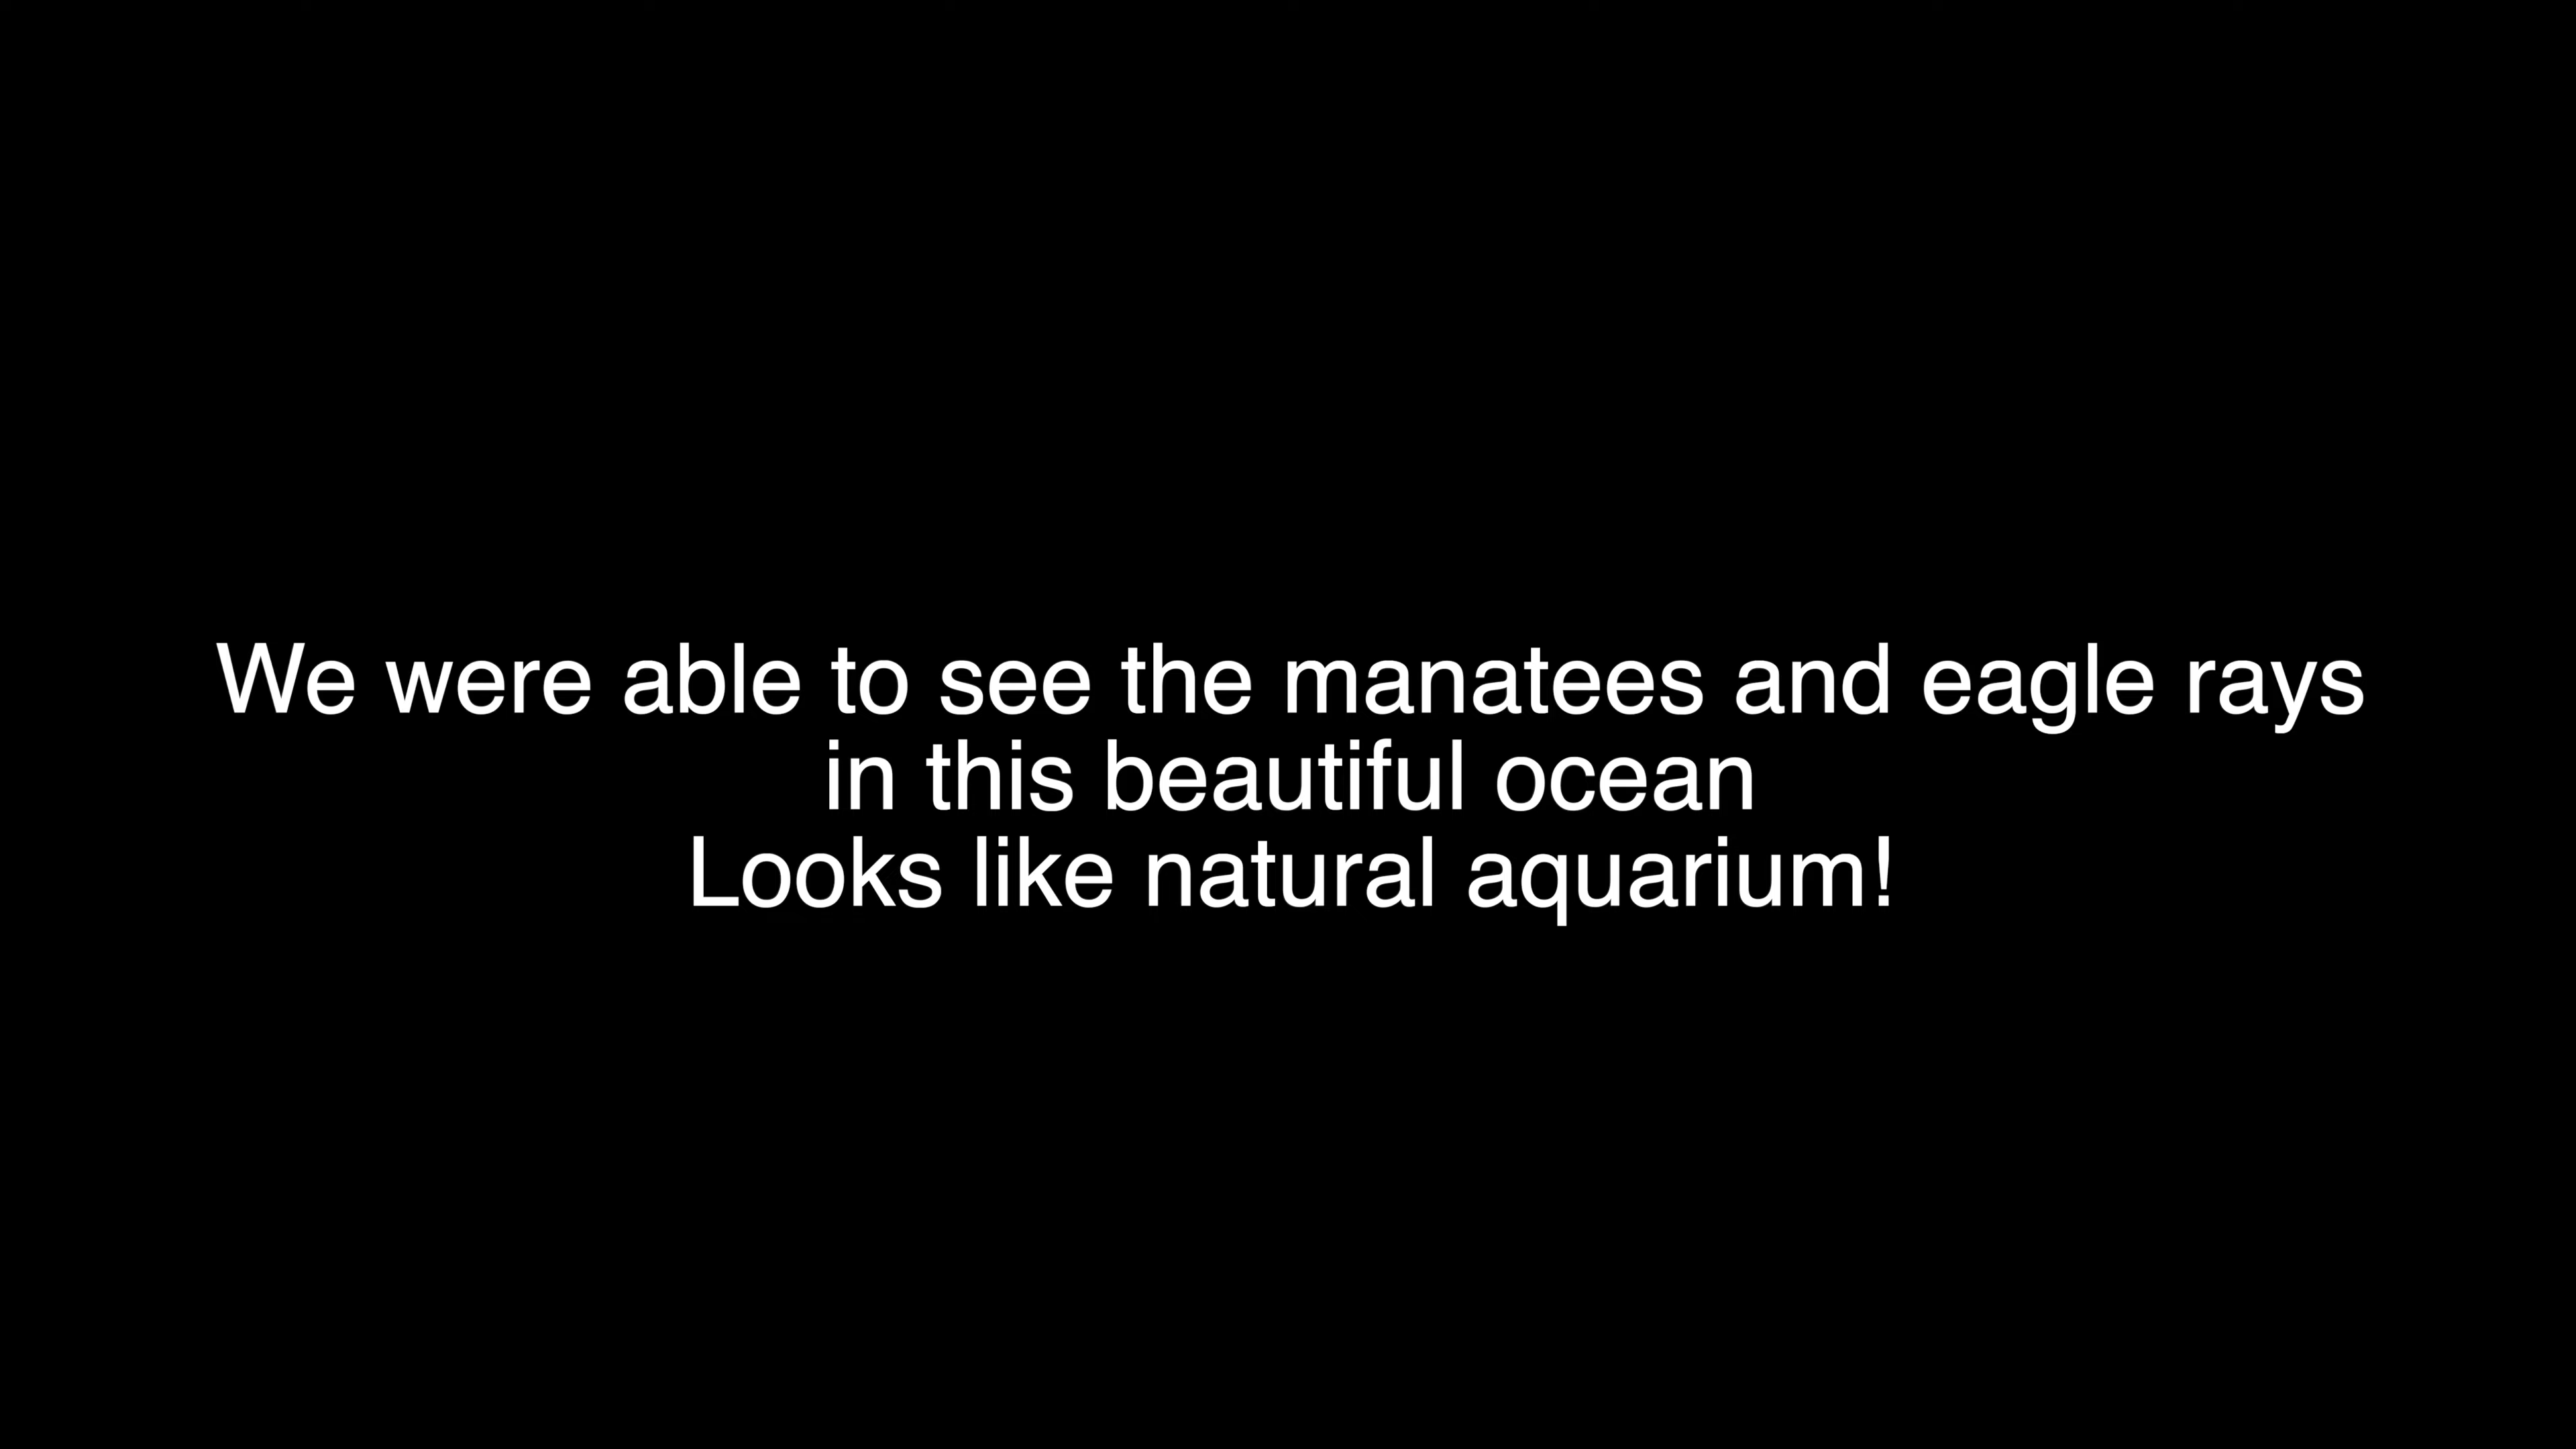 We were able to see the manatees and eagle rays
in this beautiful ocean
Looks like natural aquarium!